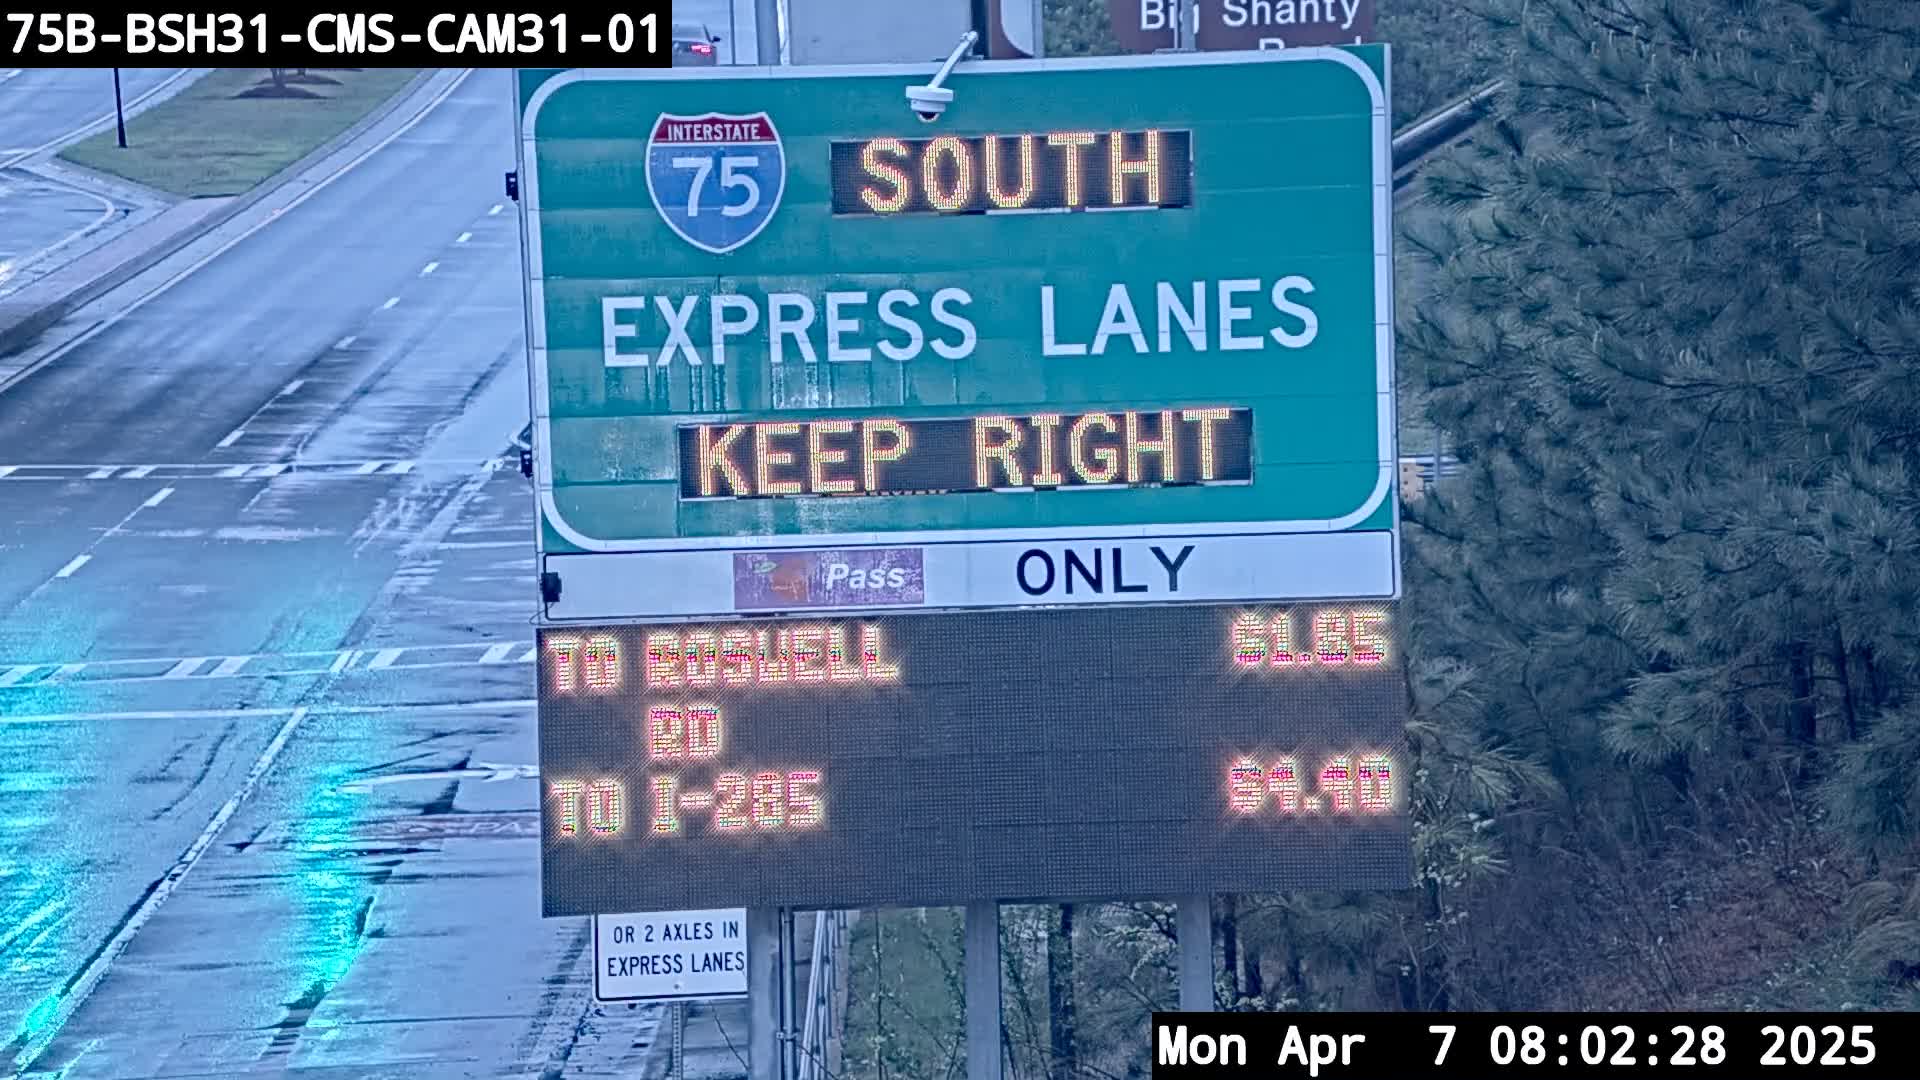 75B-BSH31-CMS-CAM31-01
Big Shanty
INTERSTATE
75
SOUTH
EXPRESS LANES
KEEP RIGHT
Pass
ONLY
TO ROSWELL $1.85
RD
TO I-285 $4.40
OR 2 AXLES IN
EXPRESS LANES
Mon Apr 7 08:02:28 2025